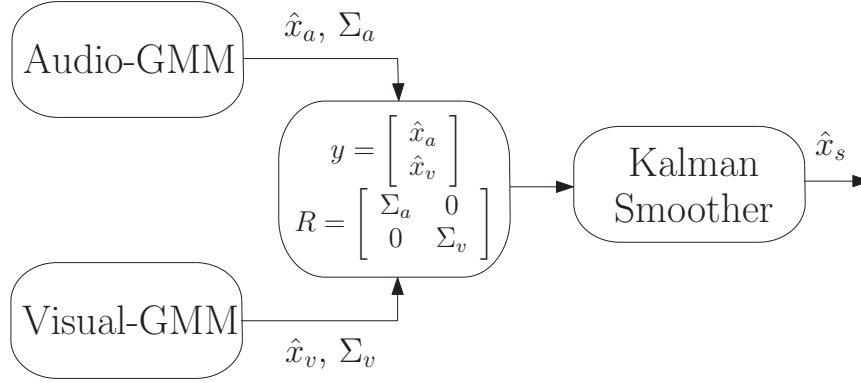 Audio-GMM
x̂_a, Σ_a
y = [ x̂_a
x̂_v ]
R = [ Σ_a 0
0 Σ_v ]
Kalman
Smoother
x̂_s
Visual-GMM
x̂_v, Σ_v